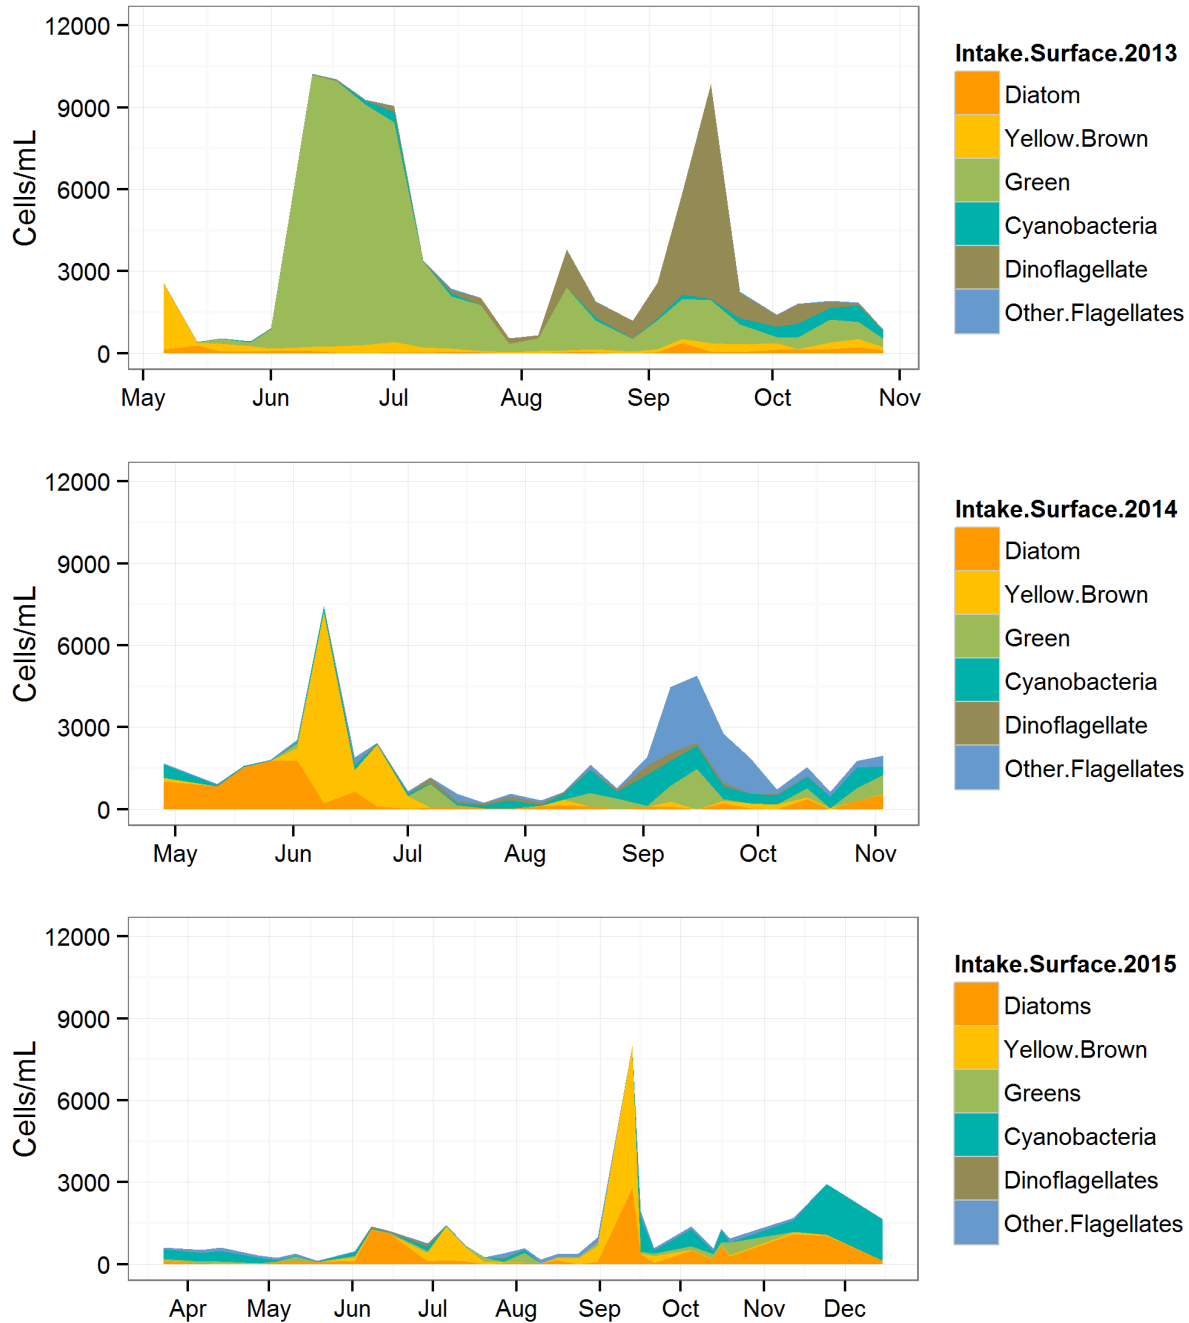 12000
9000
6000
3000
0
Cells/mL
May Jun Jul Aug Sep Oct Nov
Intake.Surface.2013
Diatom
Yellow.Brown
Green
Cyanobacteria
Dinoflagellate
Other.Flagellates
12000
9000
6000
3000
0
Cells/mL
May Jun Jul Aug Sep Oct Nov
Intake.Surface.2014
Diatom
Yellow.Brown
Green
Cyanobacteria
Dinoflagellate
Other.Flagellates
12000
9000
6000
3000
0
Cells/mL
Apr May Jun Jul Aug Sep Oct Nov Dec
Intake.Surface.2015
Diatoms
Yellow.Brown
Greens
Cyanobacteria
Dinoflagellates
Other.Flagellates